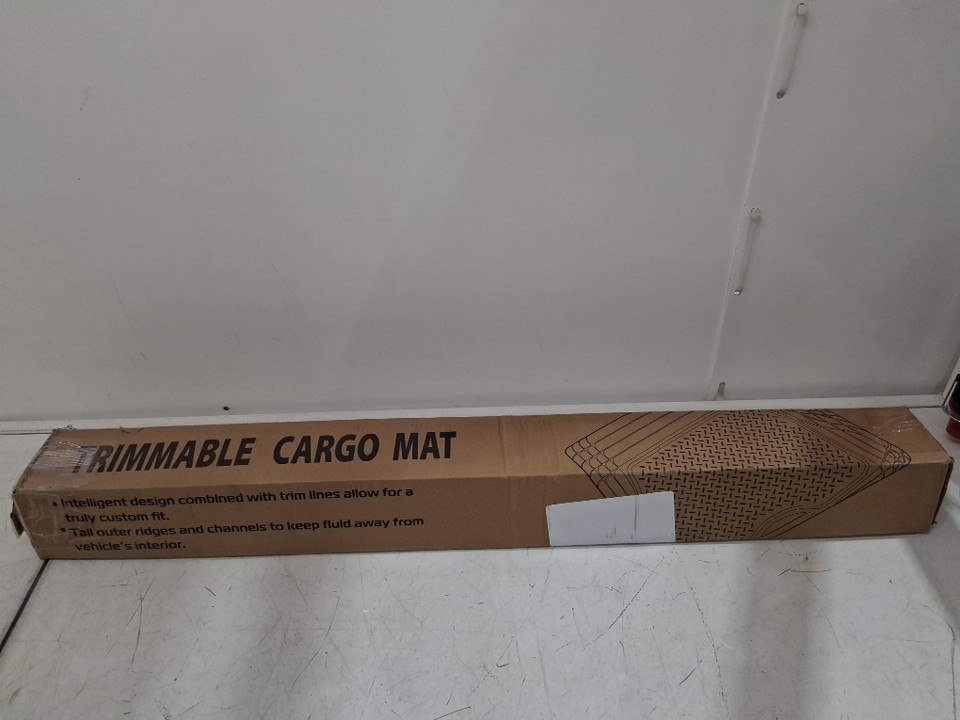 TRIMMABLE CARGO MAT
• Intelligent design combined with trim lines allow for a
truly custom fit.
• Tall outer ridges and channels to keep fluid away from
vehicle's interior.